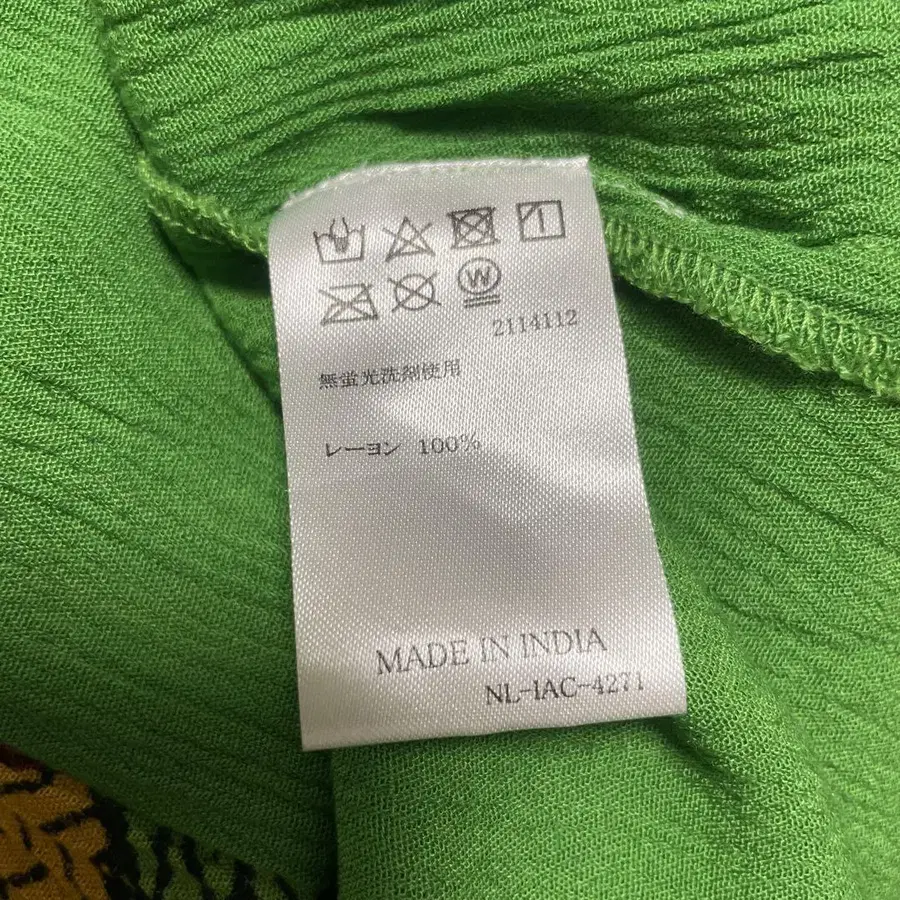 W
2114112
無蛍光洗剤使用
レーヨン 100%
MADE IN INDIA
NL-IAC-4271